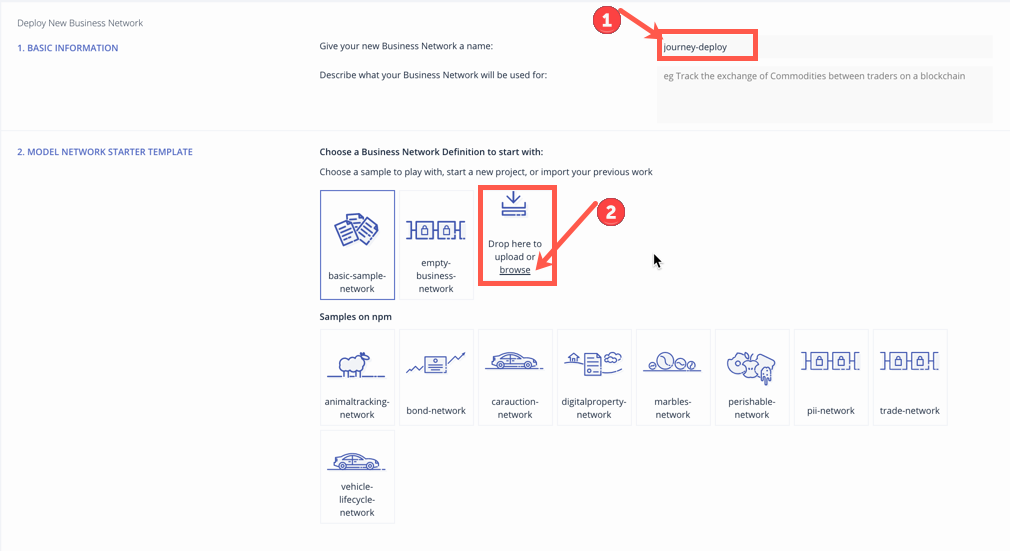 Deploy New Business Network
1
1. BASIC INFORMATION
Give your new Business Network a name:
journey-deploy
Describe what your Business Network will be used for:
eg Track the exchange of Commodities between traders on a blockchain
2. MODEL NETWORK STARTER TEMPLATE
Choose a Business Network Definition to start with:
Choose a sample to play with, start a new project, or import your previous work
basic-sample-
network
empty-
business-
network
Drop here to
upload or
browse
2
Samples on npm
animaltracking-
network
bond-network
carauction-
network
digitalproperty-
network
marbles-
network
perishable-
network
pii-network
trade-network
vehicle-
lifecycle-
network